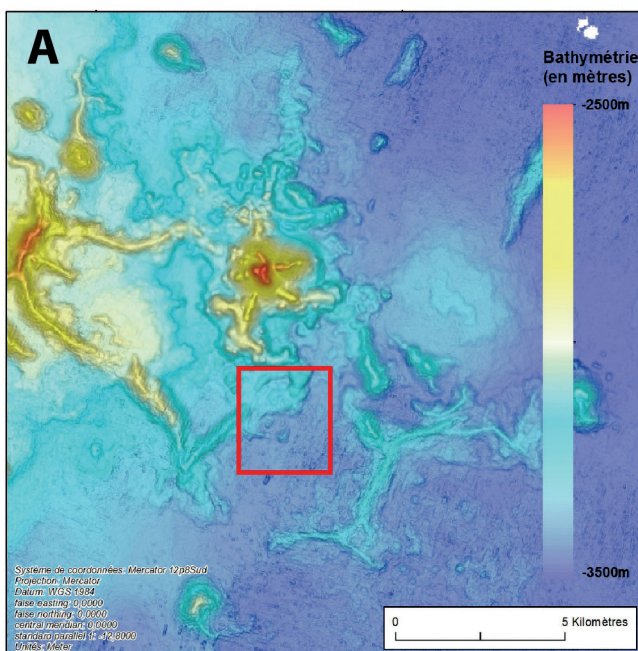 A
Bathymétrie
(en mètres)
-2500m
-3500m
Système de coordonnées: Mercator 12p8Sud
Projection: Mercator
Datum: WGS 1984
false easting: 0,0000
false northing: 0,0000
central meridian: 0,0000
standard parallel 1: -12,8000
Unités: Meter
0 5 Kilomètres